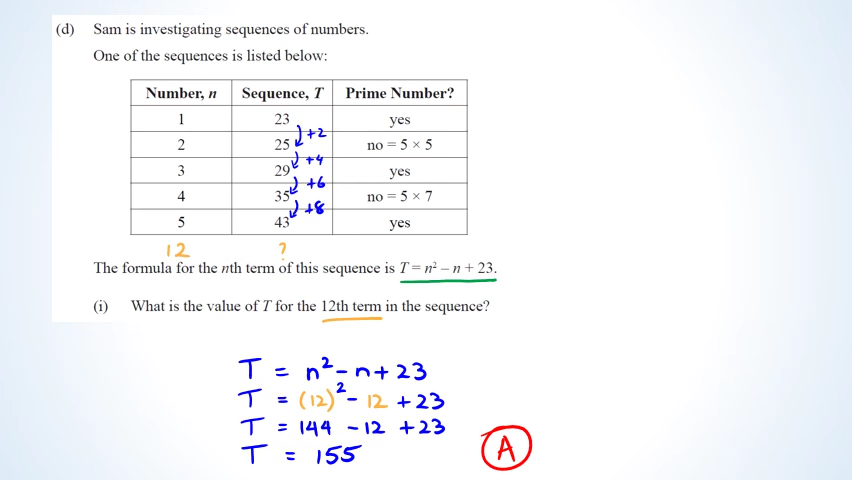 (d) Sam is investigating sequences of numbers.
One of the sequences is listed below:
Number, n Sequence, T Prime Number?
1 23 yes
+2
2 25 no = 5 × 5
+4
3 29 yes
+6
4 35 no = 5 × 7
+8
5 43 yes
12 ?
The formula for the nth term of this sequence is T = n² – n + 23.
(i) What is the value of T for the 12th term in the sequence?
T = n² - n + 23
T = (12)² - 12 + 23
T = 144 - 12 + 23
T = 155
A